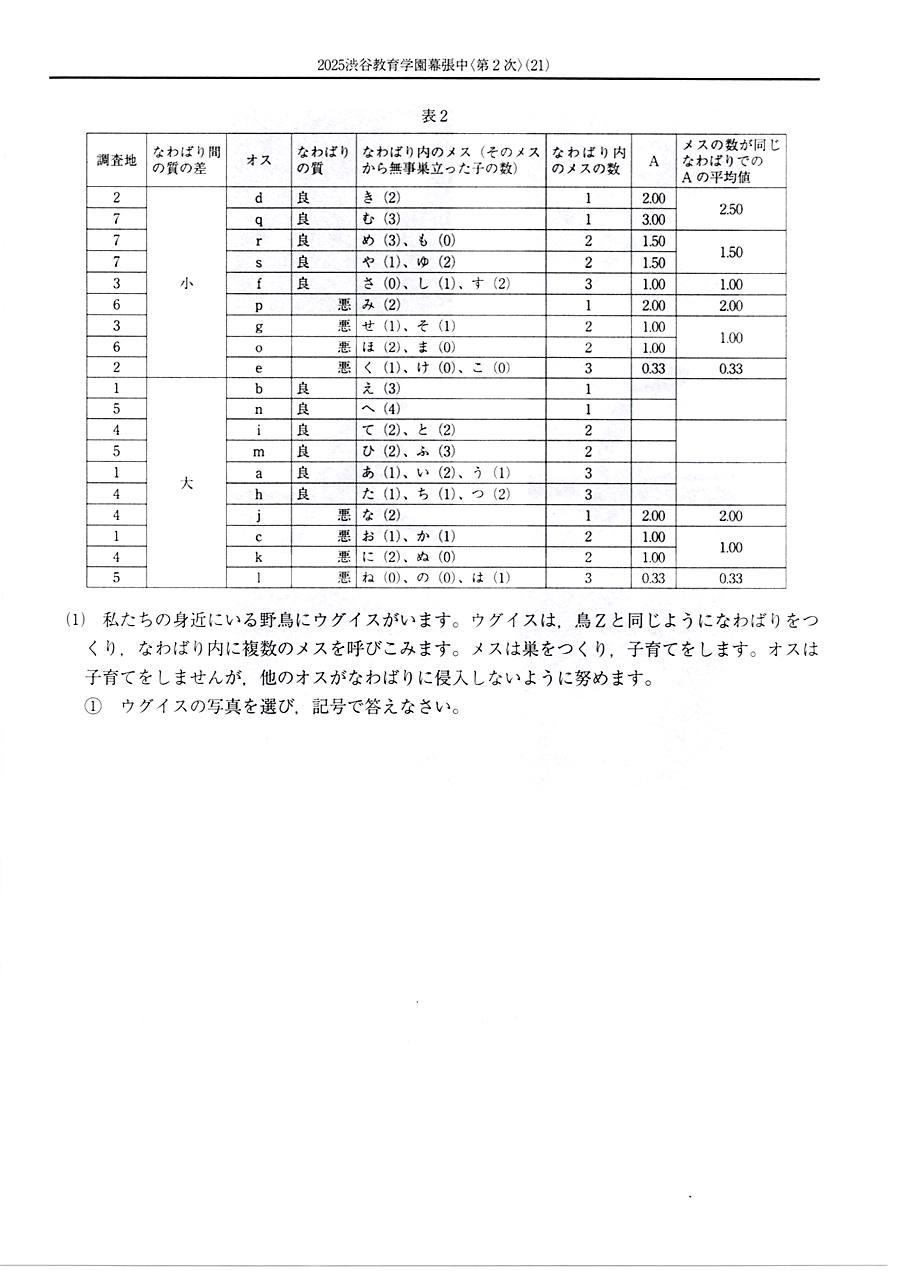 2025渋谷教育学園幕張中〈第2次〉(21)
表2
調査地 なわばり間の質の差 オス なわばりの質 なわばり内のメス（そのメスから無事巣立った子の数） なわばり内のメスの数 A メスの数が同じなわばりでのAの平均値
2 小 d 良 き（2） 1 2.00 2.50
7 q 良 む（3） 1 3.00
7 r 良 め（3）、も（0） 2 1.50 1.50
7 s 良 や（1）、ゆ（2） 2 1.50
3 f 良 さ（0）、し（1）、す（2） 3 1.00 1.00
6 p 悪 み（2） 1 2.00 2.00
3 g 悪 せ（1）、そ（1） 2 1.00 1.00
6 o 悪 ほ（2）、ま（0） 2 1.00
2 e 悪 く（1）、け（0）、こ（0） 3 0.33 0.33
1 大 b 良 え（3） 1
5 n 良 へ（4） 1
4 i 良 て（2）、と（2） 2
5 m 良 ひ（2）、ふ（3） 2
1 a 良 あ（1）、い（2）、う（1） 3
4 h 良 た（1）、ち（1）、つ（2） 3
4 j 悪 な（2） 1 2.00 2.00
1 c 悪 お（1）、か（1） 2 1.00 1.00
4 k 悪 に（2）、ぬ（0） 2 1.00
5 l 悪 ね（0）、の（0）、は（1） 3 0.33 0.33
(1) 私たちの身近にいる野鳥にウグイスがいます。ウグイスは，鳥Zと同じようになわばりをつ
くり，なわばり内に複数のメスを呼びこみます。メスは巣をつくり，子育てをします。オスは
子育てをしませんが，他のオスがなわばりに侵入しないように努めます。
① ウグイスの写真を選び，記号で答えなさい。